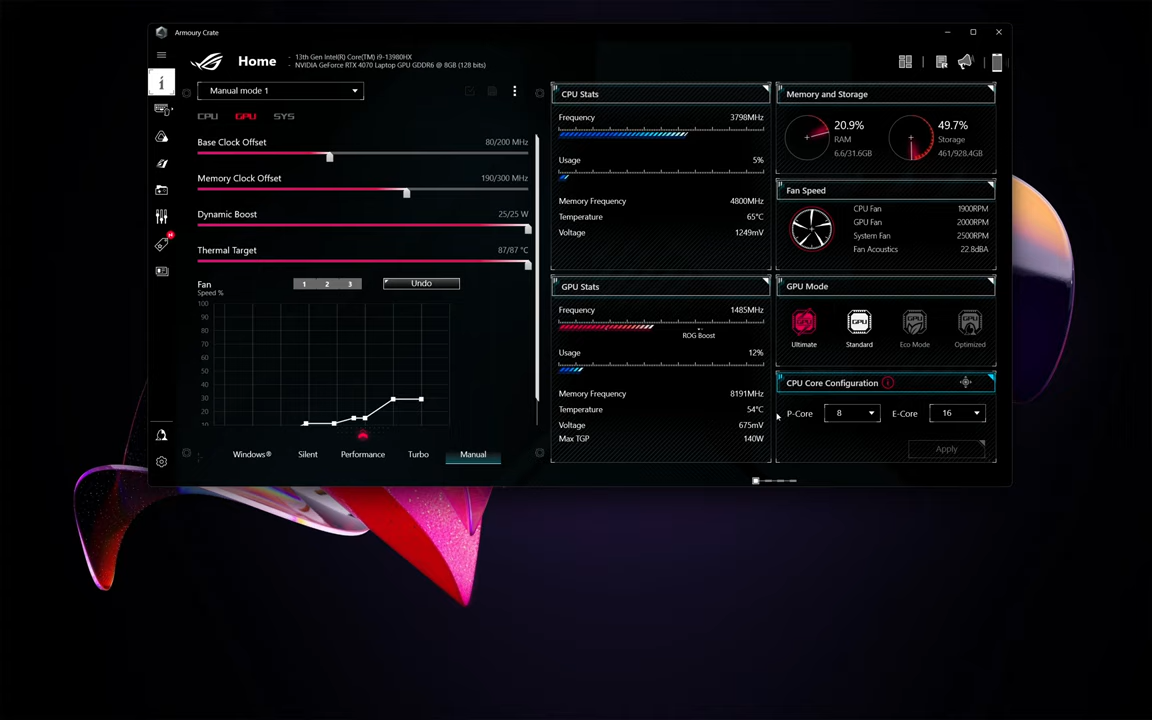 Armoury Crate
Home
- 13th Gen Intel(R) Core(TM) i9-13980HX
- NVIDIA GeForce RTX 4070 Laptop GPU GDDR6 @ 8GB (128 bits)
Manual mode 1
CPU GPU SYS
Base Clock Offset 80/200 MHz
Memory Clock Offset 190/300 MHz
Dynamic Boost 25/25 W
Thermal Target 87/87 °C
Fan 1 2 3 Undo
Speed %
100
90
80
70
60
50
40
30
20
10
Windows® Silent Performance Turbo Manual
CPU Stats
Frequency 3798MHz
Usage 5%
Memory Frequency 4800MHz
Temperature 65°C
Voltage 1249mV
GPU Stats
Frequency 1485MHz
ROG Boost
Usage 12%
Memory Frequency 8191MHz
Temperature 54°C
Voltage 675mV
Max TGP 140W
Memory and Storage
20.9%
RAM
6.6/31.6GB
49.7%
Storage
461/928.4GB
Fan Speed
CPU Fan 1900RPM
GPU Fan 2000RPM
System Fan 2500RPM
Fan Acoustics 22.8dBA
GPU Mode
GPU
Ultimate Standard Eco Mode Optimized
CPU Core Configuration
P-Core 8 E-Core 16
Apply